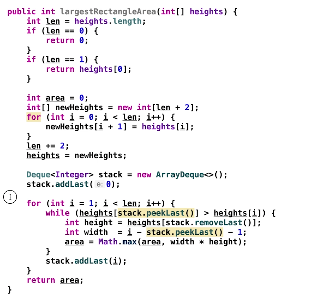 public int largestRectangleArea(int[] heights) {
int len = heights.length;
if (len == 0) {
return 0;
}
if (len == 1) {
return heights[0];
}
int area = 0;
int[] newHeights = new int[len + 2];
for (int i = 0; i < len; i++) {
newHeights[i + 1] = heights[i];
}
len += 2;
heights = newHeights;
Deque<Integer> stack = new ArrayDeque<>();
stack.addLast( e: 0);
for (int i = 1; i < len; i++) {
while (heights[stack.peekLast()] > heights[i]) {
int height = heights[stack.removeLast()];
int width = i - stack.peekLast() - 1;
area = Math.max(area, width * height);
}
stack.addLast(i);
}
return area;
}